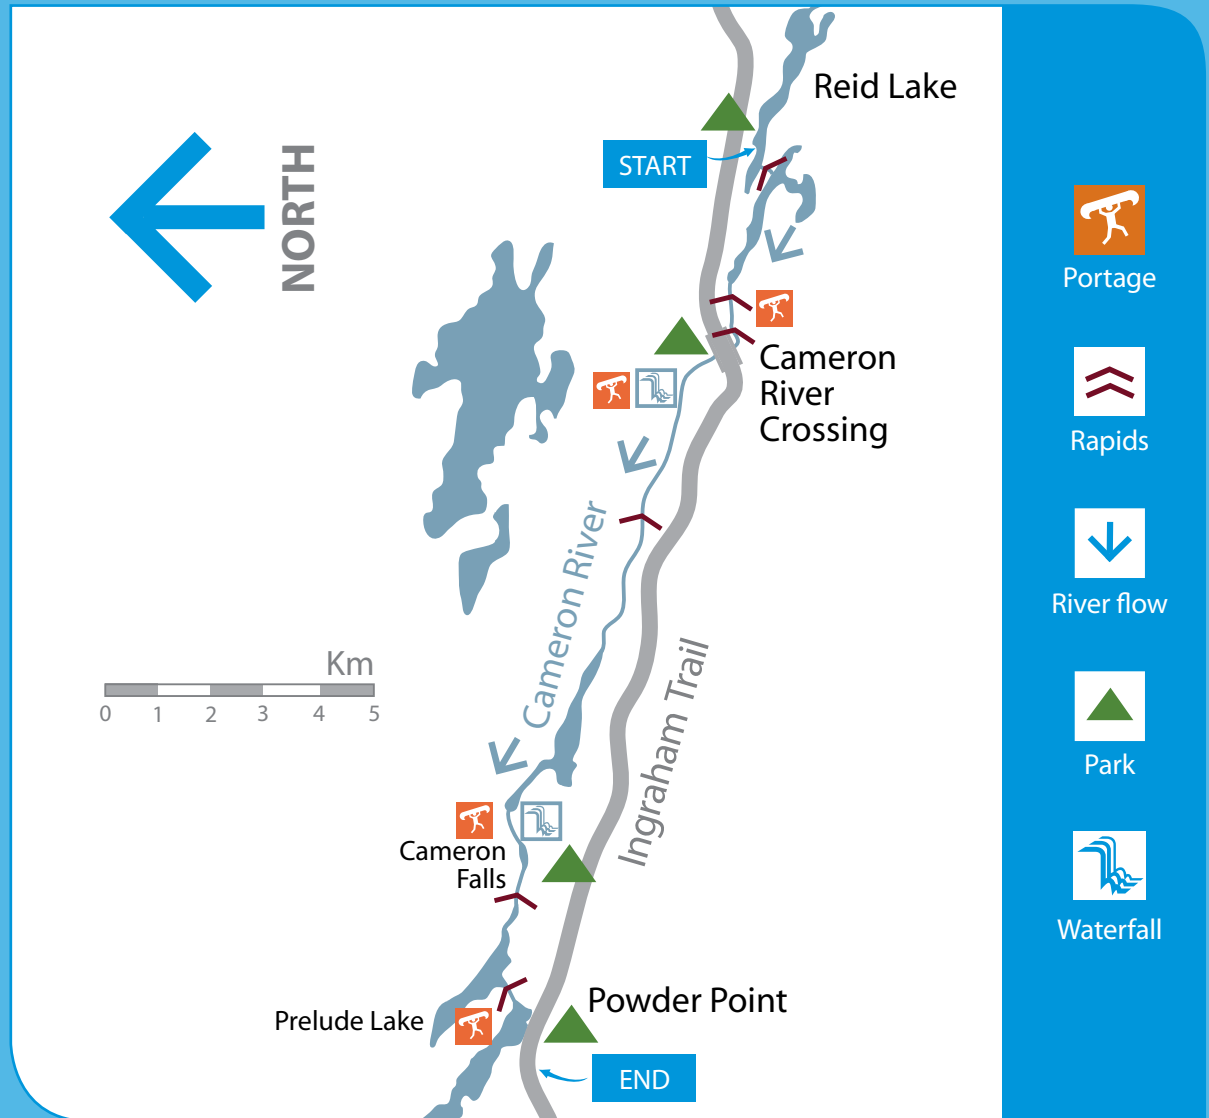 Reid Lake
START
NORTH
Cameron
River
Crossing
Cameron River
Km
0 1 2 3 4 5
Ingraham Trail
Cameron
Falls
Powder Point
Prelude Lake
END
Portage
Rapids
River flow
Park
Waterfall